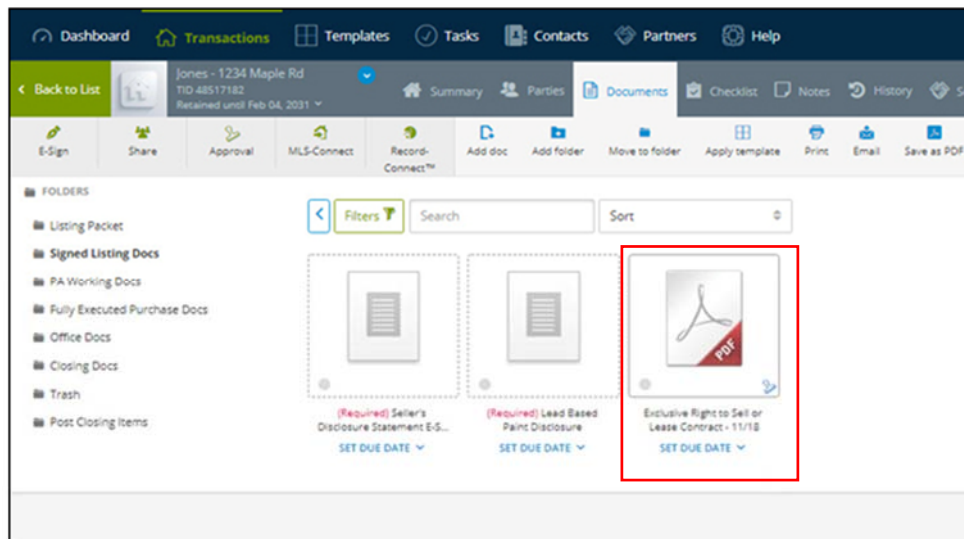 Dashboard Transactions Templates Tasks Contacts Partners Help
Back to List
Jones - 1234 Maple Rd
TID 48517182
Retained until Feb 04, 2031
Summary Parties Documents Checklist Notes History
E-Sign Share Approval MLS-Connect Record-Connect™ Add doc Add folder Move to folder Apply template Print Email Save as PDF
FOLDERS
Listing Packet
Signed Listing Docs
PA Working Docs
Fully Executed Purchase Docs
Office Docs
Closing Docs
Trash
Post Closing Items
Filters Search Sort
(Required) Seller's
Disclosure Statement E-S...
SET DUE DATE
(Required) Lead Based
Paint Disclosure
SET DUE DATE
PDF
Exclusive Right to Sell or
Lease Contract - 11/18
SET DUE DATE